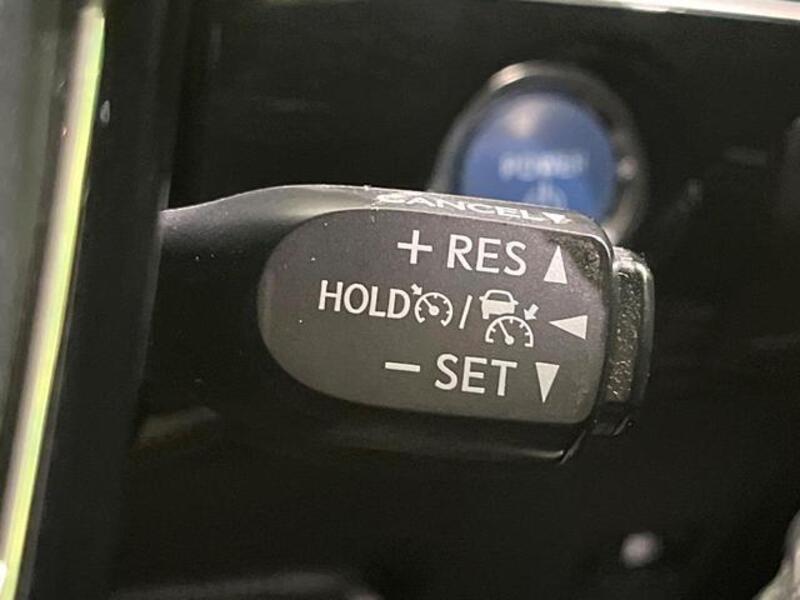 POWER
CANCEL
+ RES
HOLD /
− SET